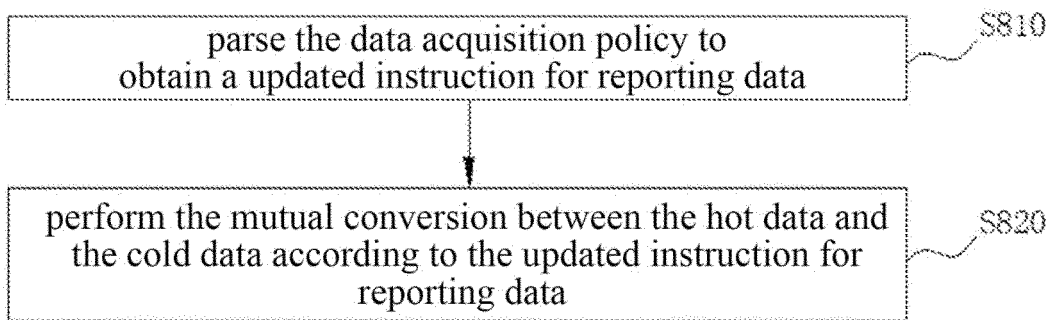 parse the data acquisition policy to
obtain a updated instruction for reporting data
S810
perform the mutual conversion between the hot data and
the cold data according to the updated instruction for
reporting data
S820